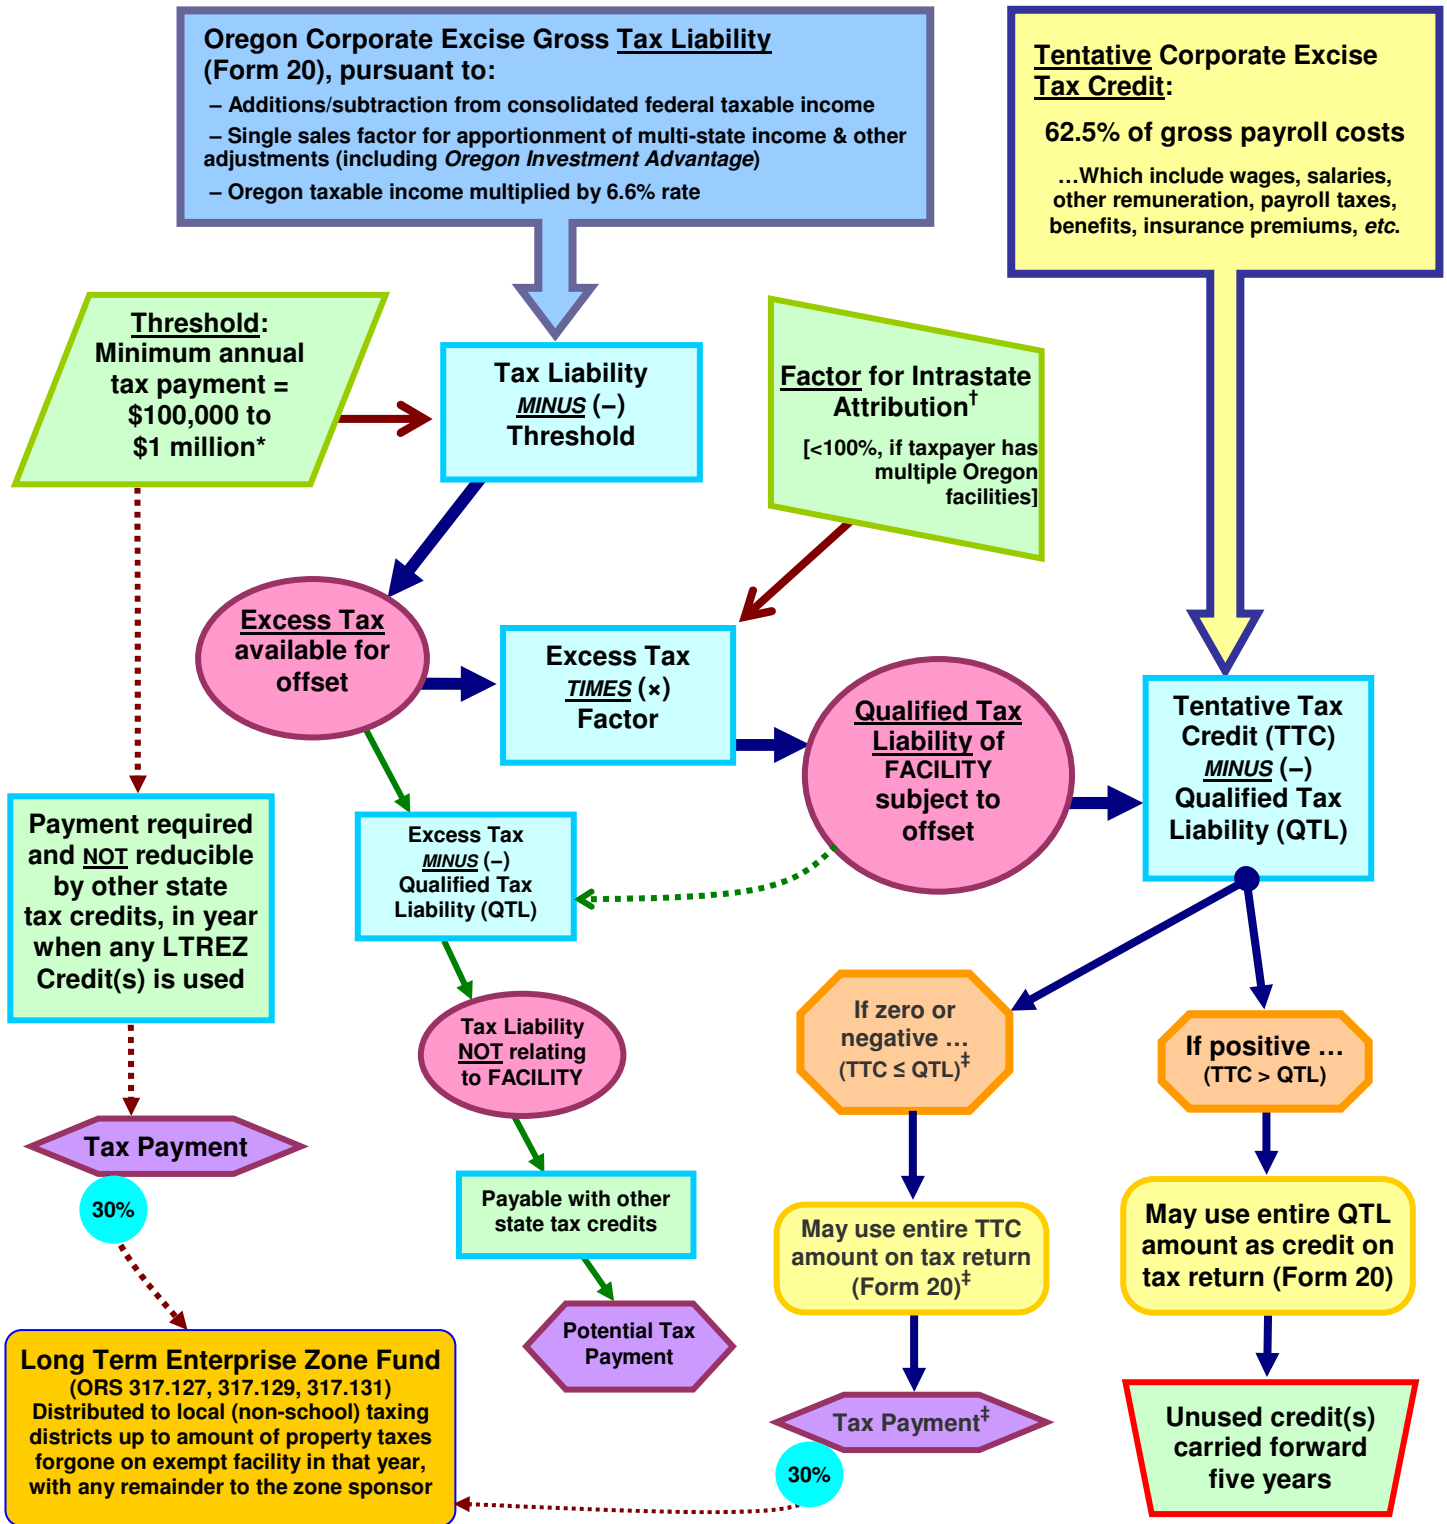 Oregon Corporate Excise Gross Tax Liability
(Form 20), pursuant to:
– Additions/subtraction from consolidated federal taxable income
– Single sales factor for apportionment of multi-state income & other
adjustments (including Oregon Investment Advantage)
– Oregon taxable income multiplied by 6.6% rate
Tentative Corporate Excise
Tax Credit:
62.5% of gross payroll costs
…Which include wages, salaries,
other remuneration, payroll taxes,
benefits, insurance premiums, etc.
Threshold:
Minimum annual
tax payment =
$100,000 to
$1 million*
Tax Liability
MINUS (–)
Threshold
Factor for Intrastate
Attribution†
[<100%, if taxpayer has
multiple Oregon
facilities]
Excess Tax
available for
offset
Excess Tax
TIMES (×)
Factor
Qualified Tax
Liability of
FACILITY
subject to
offset
Tentative Tax
Credit (TTC)
MINUS (–)
Qualified Tax
Liability (QTL)
Payment required
and NOT reducible
by other state
tax credits, in year
when any LTREZ
Credit(s) is used
Excess Tax
MINUS (–)
Qualified Tax
Liability (QTL)
Tax Liability
NOT relating
to FACILITY
If zero or
negative …
(TTC ≤ QTL)‡
If positive …
(TTC > QTL)
Tax Payment
30%
Payable with other
state tax credits
May use entire TTC
amount on tax return
(Form 20)‡
May use entire QTL
amount as credit on
tax return (Form 20)
Potential Tax
Payment
Long Term Enterprise Zone Fund
(ORS 317.127, 317.129, 317.131)
Distributed to local (non-school) taxing
districts up to amount of property taxes
forgone on exempt facility in that year,
with any remainder to the zone sponsor
Tax Payment‡
30%
Unused credit(s)
carried forward
five years